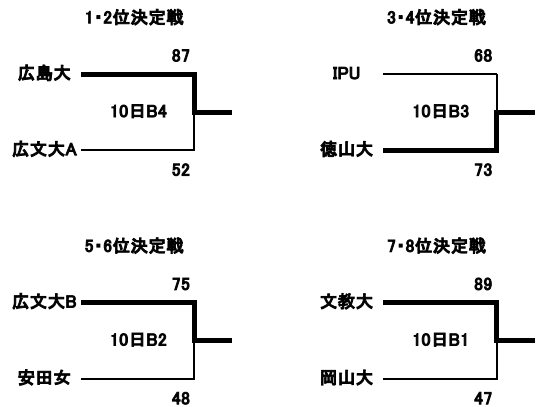 1・2位決定戦
87
広島大
10日B4
広文大A
52
3・4位決定戦
68
IPU
10日B3
徳山大
73
5・6位決定戦
75
広文大B
10日B2
安田女
48
7・8位決定戦
89
文教大
10日B1
岡山大
47